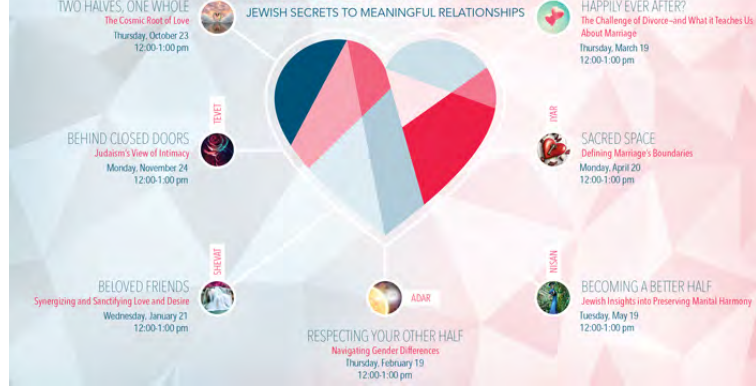 JEWISH SECRETS TO MEANINGFUL RELATIONSHIPS
TWO HALVES, ONE WHOLE
The Cosmic Root of Love
Thursday, October 23
12:00-1:00 pm
TEVET
BEHIND CLOSED DOORS
Judaism's View of Intimacy
Monday, November 24
12:00-1:00 pm
SHEVAT
BELOVED FRIENDS
Synergizing and Sanctifying Love and Desire
Wednesday, January 21
12:00-1:00 pm
ADAR
RESPECTING YOUR OTHER HALF
Navigating Gender Differences
Thursday, February 19
12:00-1:00 pm
HAPPILY EVER AFTER?
The Challenge of Divorce–and What it Teaches Us
About Marriage
Thursday, March 19
12:00-1:00 pm
IYAR
SACRED SPACE
Defining Marriage's Boundaries
Monday, April 20
12:00-1:00 pm
NISAN
BECOMING A BETTER HALF
Jewish Insights into Preserving Marital Harmony
Tuesday, May 19
12:00-1:00 pm